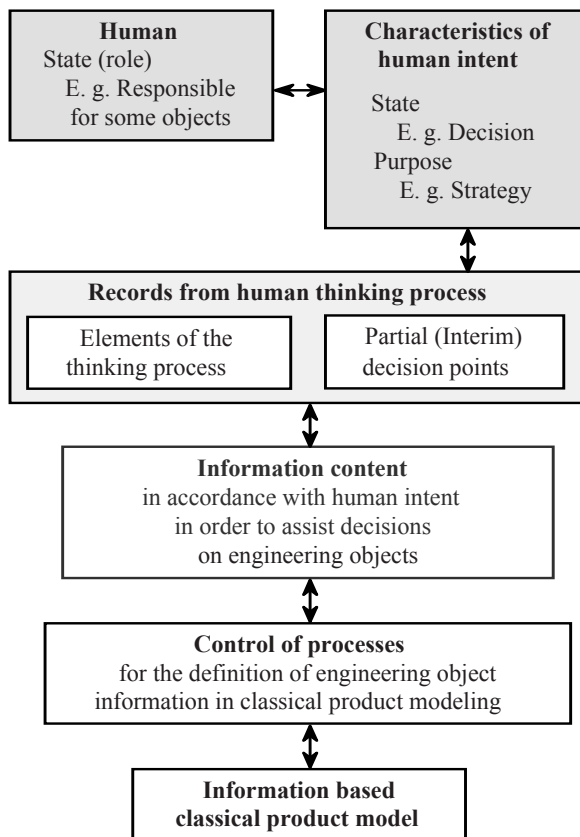 Human
State (role)
E. g. Responsible
for some objects
Characteristics of
human intent
State
E. g. Decision
Purpose
E. g. Strategy
Records from human thinking process
Elements of the
thinking process
Partial (Interim)
decision points
Information content
in accordance with human intent
in order to assist decisions
on engineering objects
Control of processes
for the definition of engineering object
information in classical product modeling
Information based
classical product model